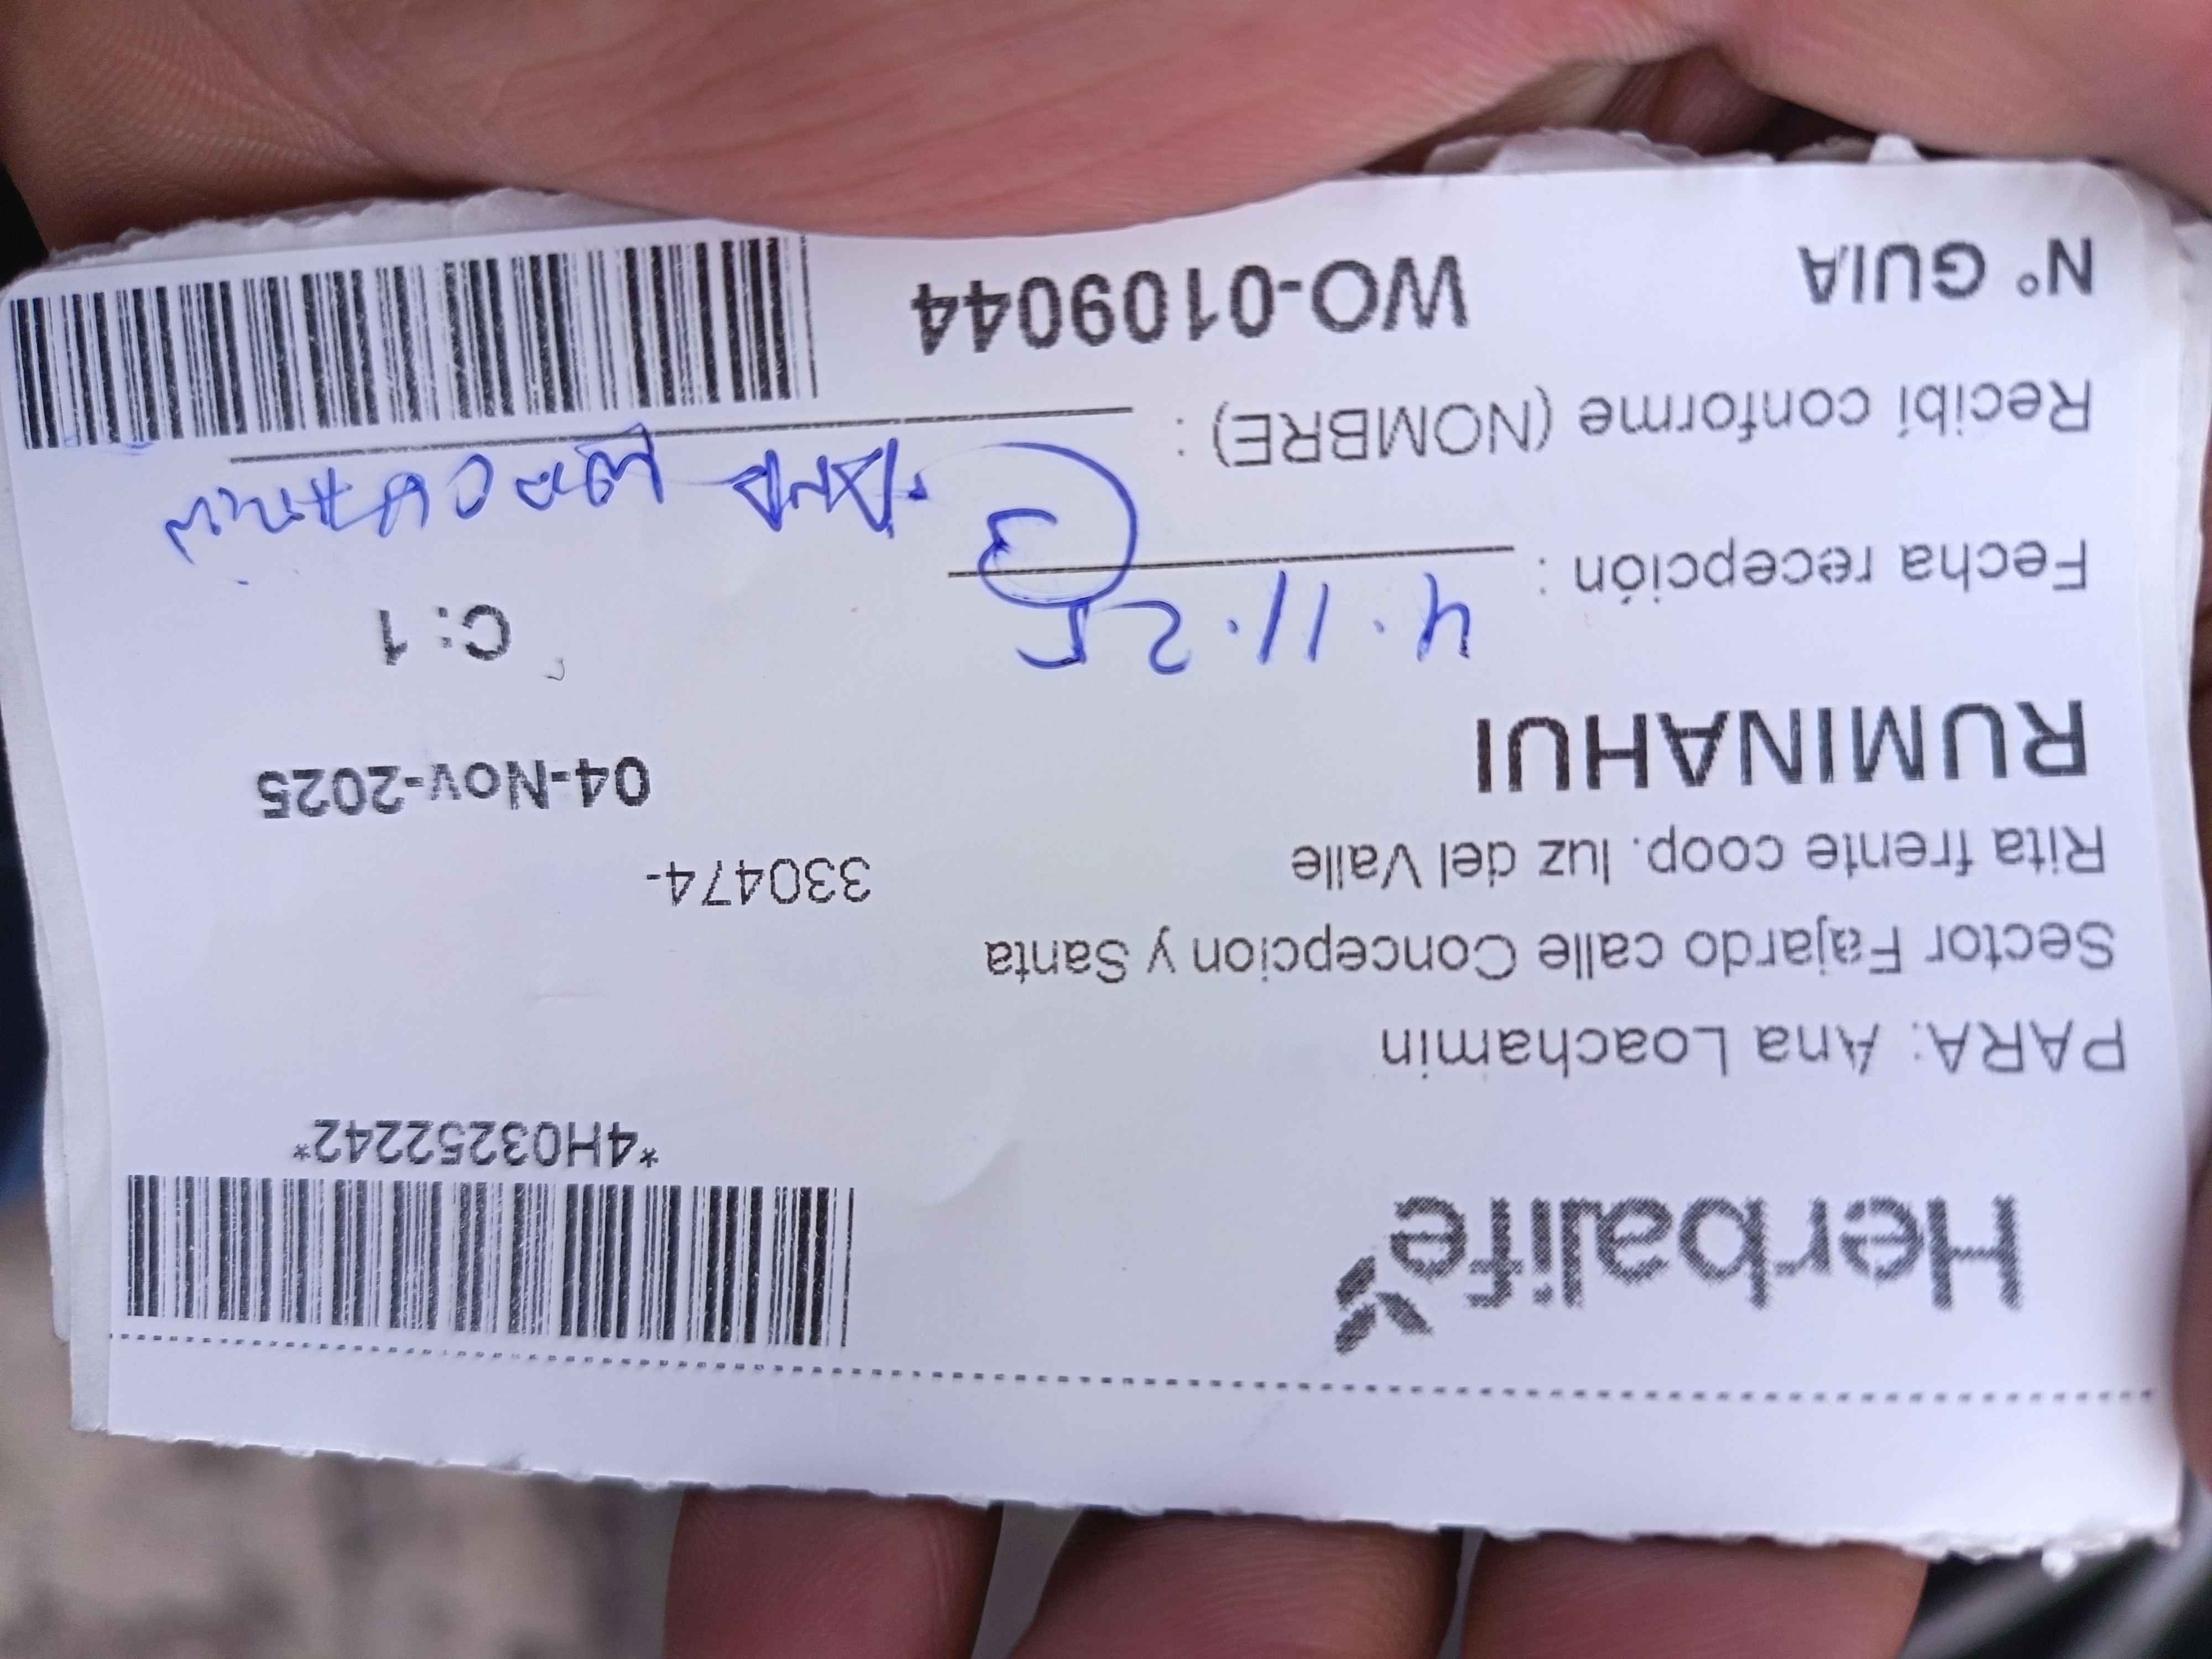 Herbalife
*4H03252242*
PARA: Ana Loachamin
Sector Fajardo calle Concepcion y Santa
Rita frente coop. luz del Valle
330474-
RUMINAHUI
04-Nov-2025
4.11.25
C: 1
Fecha recepción :
3
Recibí conforme (NOMBRE) : ANA LOACHAMIN
N° GUIA WO-0109044